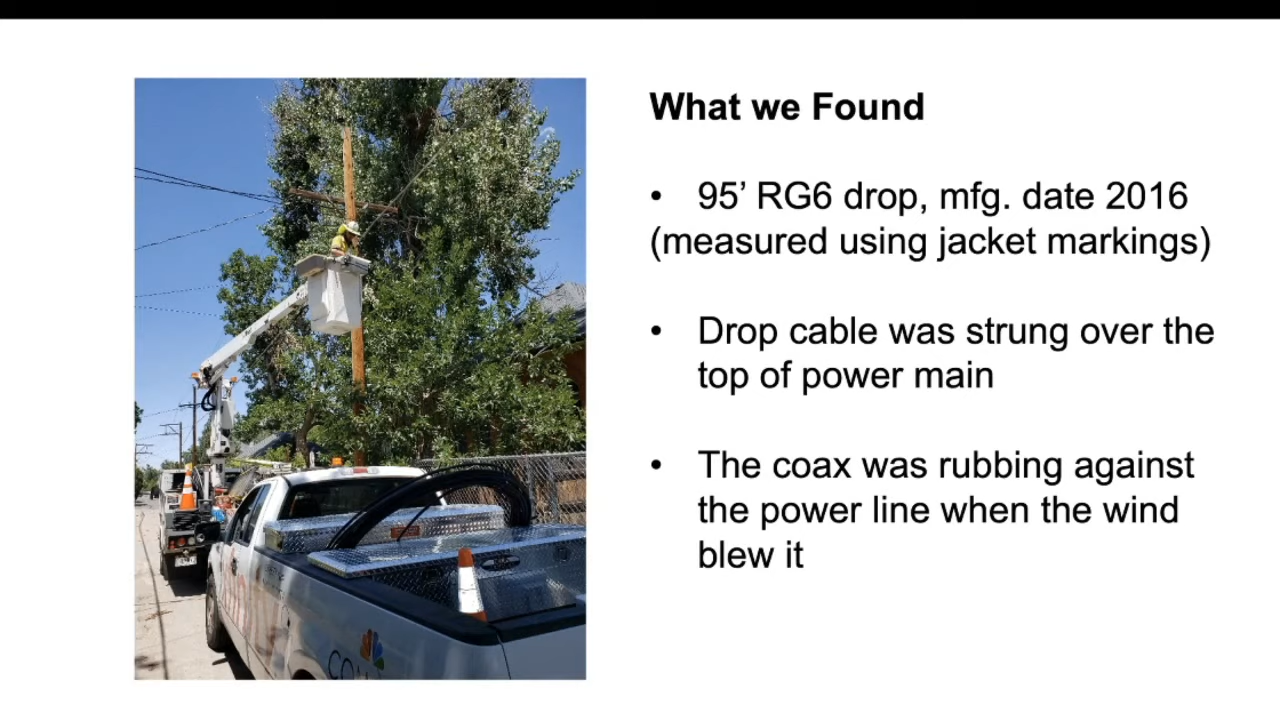 What we Found
• 95’ RG6 drop, mfg. date 2016
(measured using jacket markings)
• Drop cable was strung over the
top of power main
• The coax was rubbing against
the power line when the wind
blew it